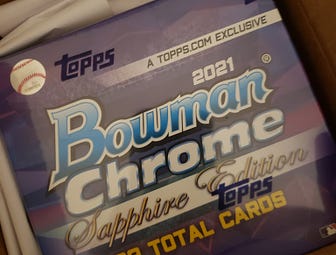 topps
A TOPPS.COM EXCLUSIVE
2021
Bowman®
Chrome
Sapphire Edition
topps
TOTAL CARDS